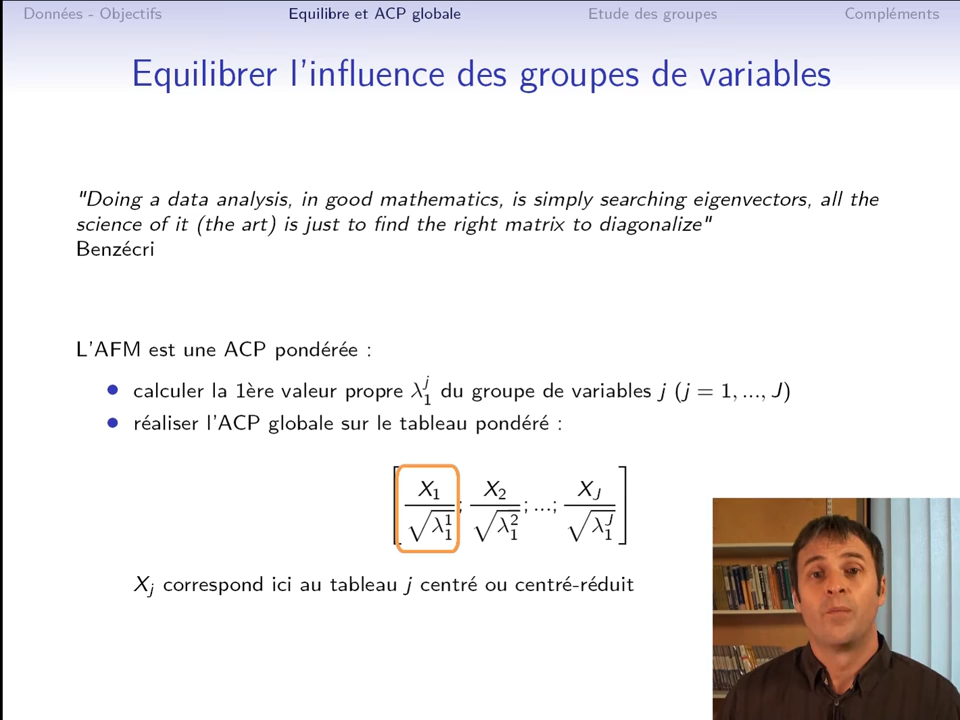 Données - Objectifs Equilibre et ACP globale Etude des groupes Compléments
Equilibrer l'influence des groupes de variables
"Doing a data analysis, in good mathematics, is simply searching eigenvectors, all the
science of it (the art) is just to find the right matrix to diagonalize"
Benzécri
L'AFM est une ACP pondérée :
• calculer la 1ère valeur propre λ₁ʲ du groupe de variables j (j = 1, ..., J)
• réaliser l'ACP globale sur le tableau pondéré :
[X₁/√λ₁¹ ; X₂/√λ₁² ; ...; X_J/√λ₁ᴶ]
Xⱼ correspond ici au tableau j centré ou centré-réduit